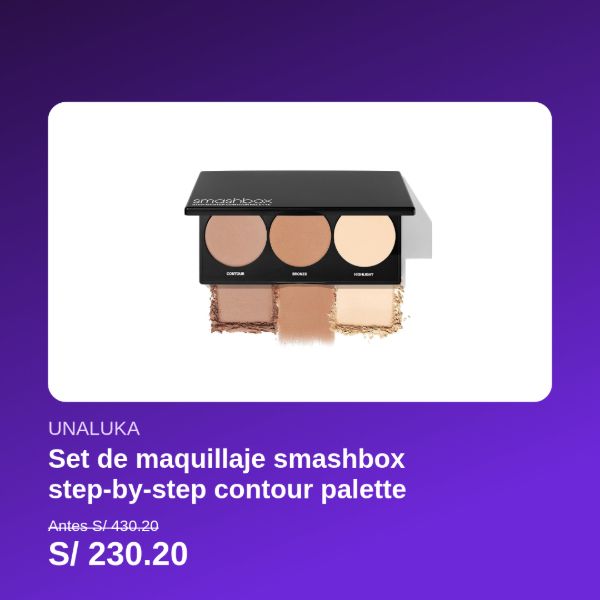 smashbox
CONTOUR
BRONZE
HIGHLIGHT
UNALUKA
Set de maquillaje smashbox
step-by-step contour palette
Antes S/ 430.20
S/ 230.20